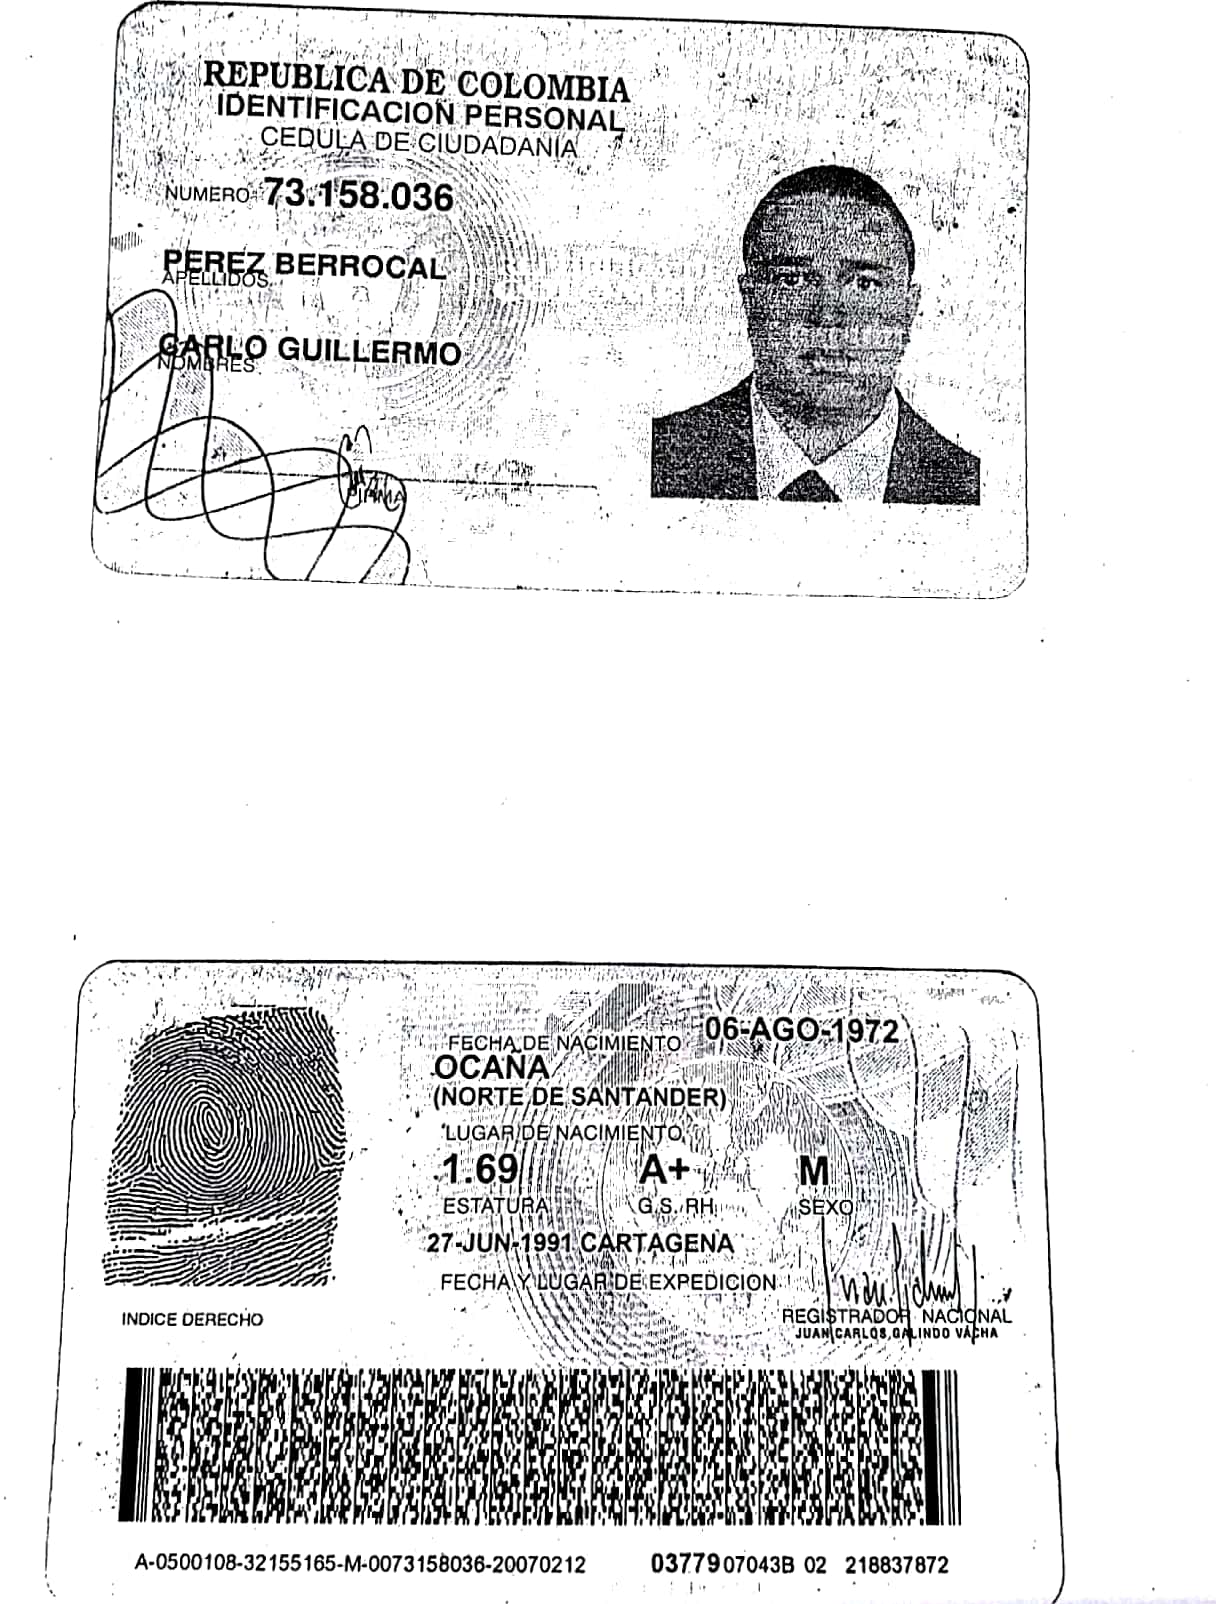 REPUBLICA DE COLOMBIA
IDENTIFICACION PERSONAL
CEDULA DE CIUDADANIA
NUMERO 73.158.036
PEREZ BERROCAL
APELLIDOS
CARLO GUILLERMO
NOMBRES
FIRMA
FECHA DE NACIMIENTO 06-AGO-1972
OCAÑA
(NORTE DE SANTANDER)
LUGAR DE NACIMIENTO
1.69 A+ M
ESTATURA G.S. RH SEXO
27-JUN-1991 CARTAGENA
FECHA Y LUGAR DE EXPEDICION
INDICE DERECHO
REGISTRADOR NACIONAL
JUAN CARLOS GALINDO VACHA
A-0500108-32155165-M-0073158036-20070212 0377907043B 02 218837872